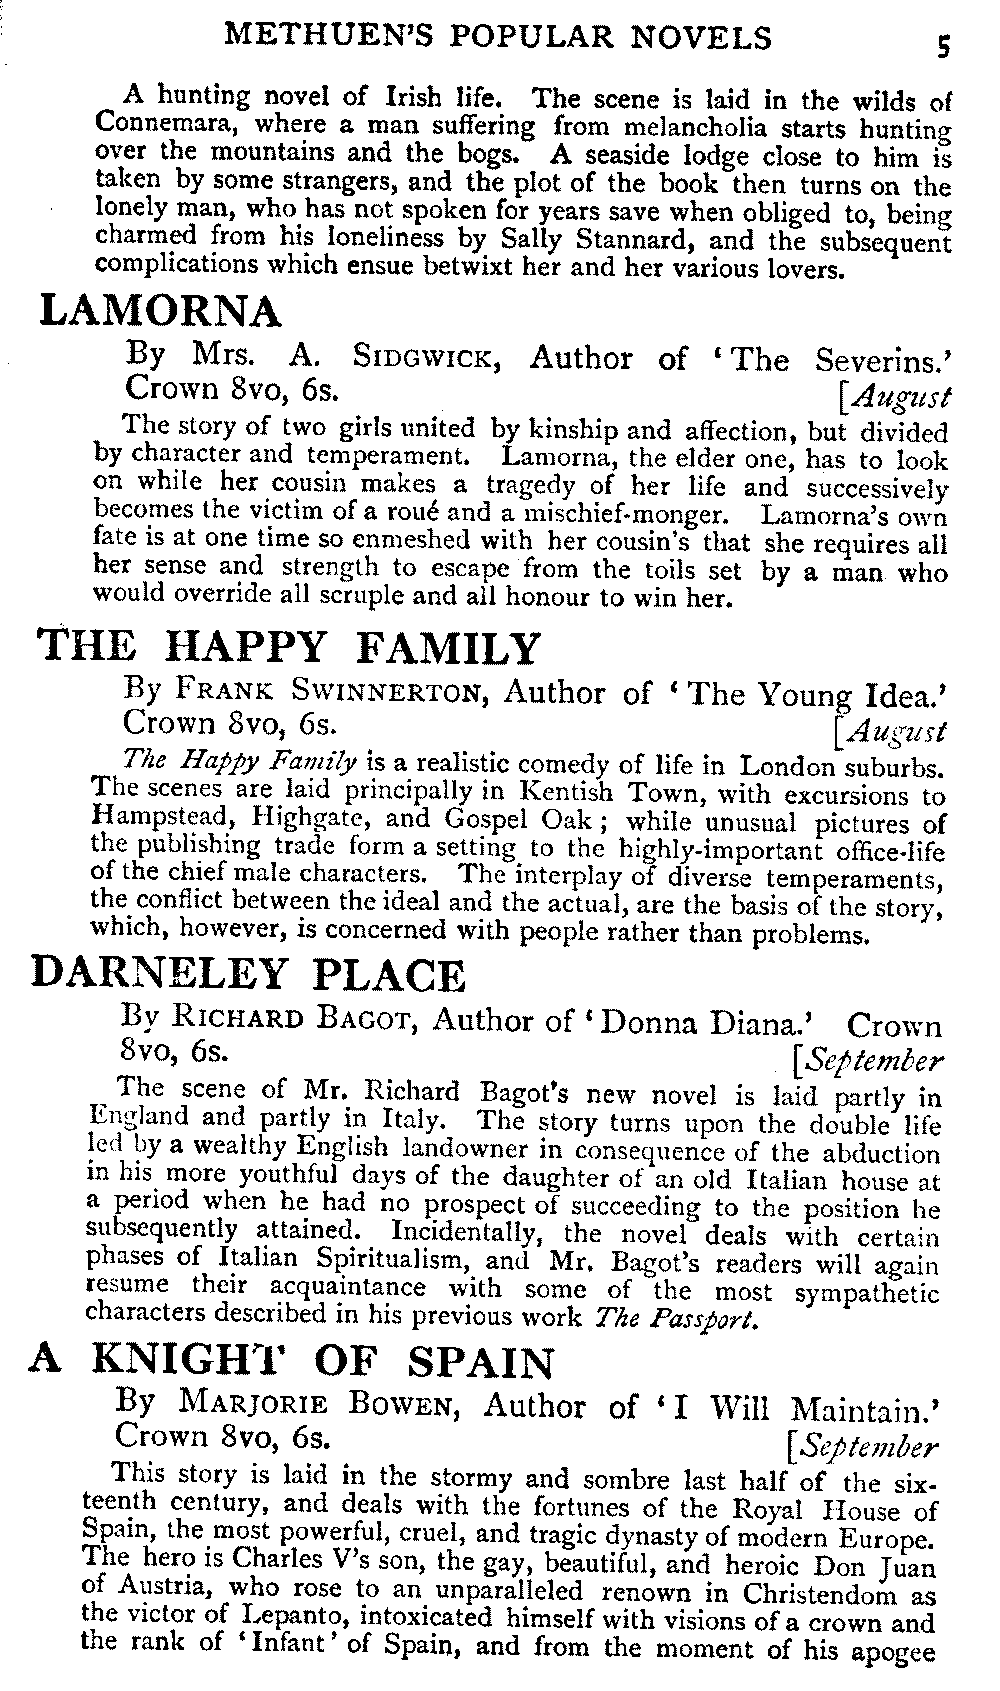 METHUEN'S POPULAR NOVELS 5
A hunting novel of Irish life. The scene is laid in the wilds of
Connemara, where a man suffering from melancholia starts hunting
over the mountains and the bogs. A seaside lodge close to him is
taken by some strangers, and the plot of the book then turns on the
lonely man, who has not spoken for years save when obliged to, being
charmed from his loneliness by Sally Stannard, and the subsequent
complications which ensue betwixt her and her various lovers.
LAMORNA
By Mrs. A. SIDGWICK, Author of 'The Severins.'
Crown 8vo, 6s. [August
The story of two girls united by kinship and affection, but divided
by character and temperament. Lamorna, the elder one, has to look
on while her cousin makes a tragedy of her life and successively
becomes the victim of a roué and a mischief-monger. Lamorna's own
fate is at one time so enmeshed with her cousin's that she requires all
her sense and strength to escape from the toils set by a man who
would override all scruple and all honour to win her.
THE HAPPY FAMILY
By FRANK SWINNERTON, Author of 'The Young Idea.'
Crown 8vo, 6s. [August
The Happy Family is a realistic comedy of life in London suburbs.
The scenes are laid principally in Kentish Town, with excursions to
Hampstead, Highgate, and Gospel Oak; while unusual pictures of
the publishing trade form a setting to the highly-important office-life
of the chief male characters. The interplay of diverse temperaments,
the conflict between the ideal and the actual, are the basis of the story,
which, however, is concerned with people rather than problems.
DARNELEY PLACE
By RICHARD BAGOT, Author of 'Donna Diana.' Crown
8vo, 6s. [September
The scene of Mr. Richard Bagot's new novel is laid partly in
England and partly in Italy. The story turns upon the double life
led by a wealthy English landowner in consequence of the abduction
in his more youthful days of the daughter of an old Italian house at
a period when he had no prospect of succeeding to the position he
subsequently attained. Incidentally, the novel deals with certain
phases of Italian Spiritualism, and Mr. Bagot's readers will again
resume their acquaintance with some of the most sympathetic
characters described in his previous work The Passport.
A KNIGHT OF SPAIN
By MARJORIE BOWEN, Author of 'I Will Maintain.'
Crown 8vo, 6s. [September
This story is laid in the stormy and sombre last half of the six-
teenth century, and deals with the fortunes of the Royal House of
Spain, the most powerful, cruel, and tragic dynasty of modern Europe.
The hero is Charles V's son, the gay, beautiful, and heroic Don Juan
of Austria, who rose to an unparalleled renown in Christendom as
the victor of Lepanto, intoxicated himself with visions of a crown and
the rank of 'Infant' of Spain, and from the moment of his apogee